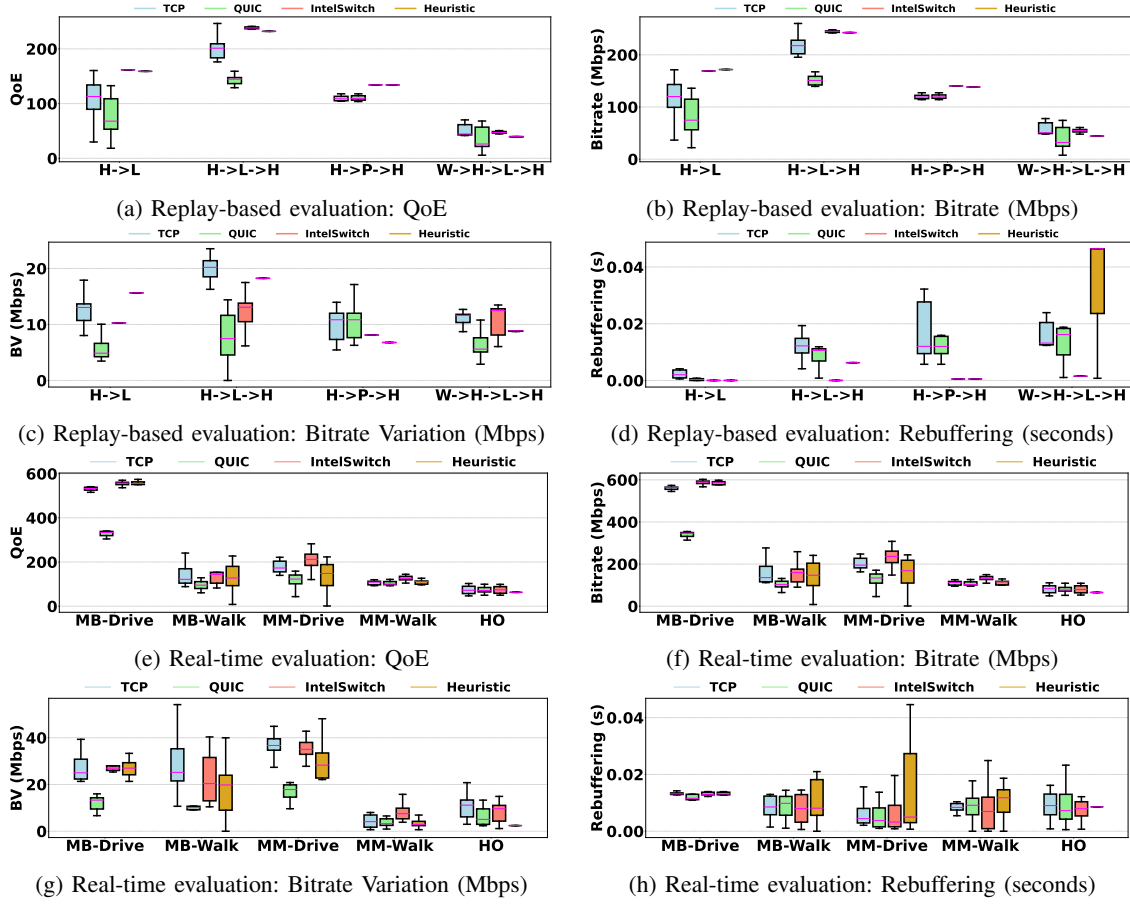 TCP QUIC IntelSwitch Heuristic
QoE
200
100
0
H->L H->L->H H->P->H W->H->L->H
(a) Replay-based evaluation: QoE
TCP QUIC IntelSwitch Heuristic
Bitrate (Mbps)
200
100
0
H->L H->L->H H->P->H W->H->L->H
(b) Replay-based evaluation: Bitrate (Mbps)
TCP QUIC IntelSwitch Heuristic
BV (Mbps)
20
10
0
H->L H->L->H H->P->H W->H->L->H
(c) Replay-based evaluation: Bitrate Variation (Mbps)
TCP QUIC IntelSwitch Heuristic
Rebuffering (s)
0.04
0.02
0.00
H->L H->L->H H->P->H W->H->L->H
(d) Replay-based evaluation: Rebuffering (seconds)
TCP QUIC IntelSwitch Heuristic
QoE
600
400
200
0
MB-Drive MB-Walk MM-Drive MM-Walk HO
(e) Real-time evaluation: QoE
TCP QUIC IntelSwitch Heuristic
Bitrate (Mbps)
600
400
200
0
MB-Drive MB-Walk MM-Drive MM-Walk HO
(f) Real-time evaluation: Bitrate (Mbps)
TCP QUIC IntelSwitch Heuristic
BV (Mbps)
40
20
0
MB-Drive MB-Walk MM-Drive MM-Walk HO
(g) Real-time evaluation: Bitrate Variation (Mbps)
TCP QUIC IntelSwitch Heuristic
Rebuffering (s)
0.04
0.02
0.00
MB-Drive MB-Walk MM-Drive MM-Walk HO
(h) Real-time evaluation: Rebuffering (seconds)